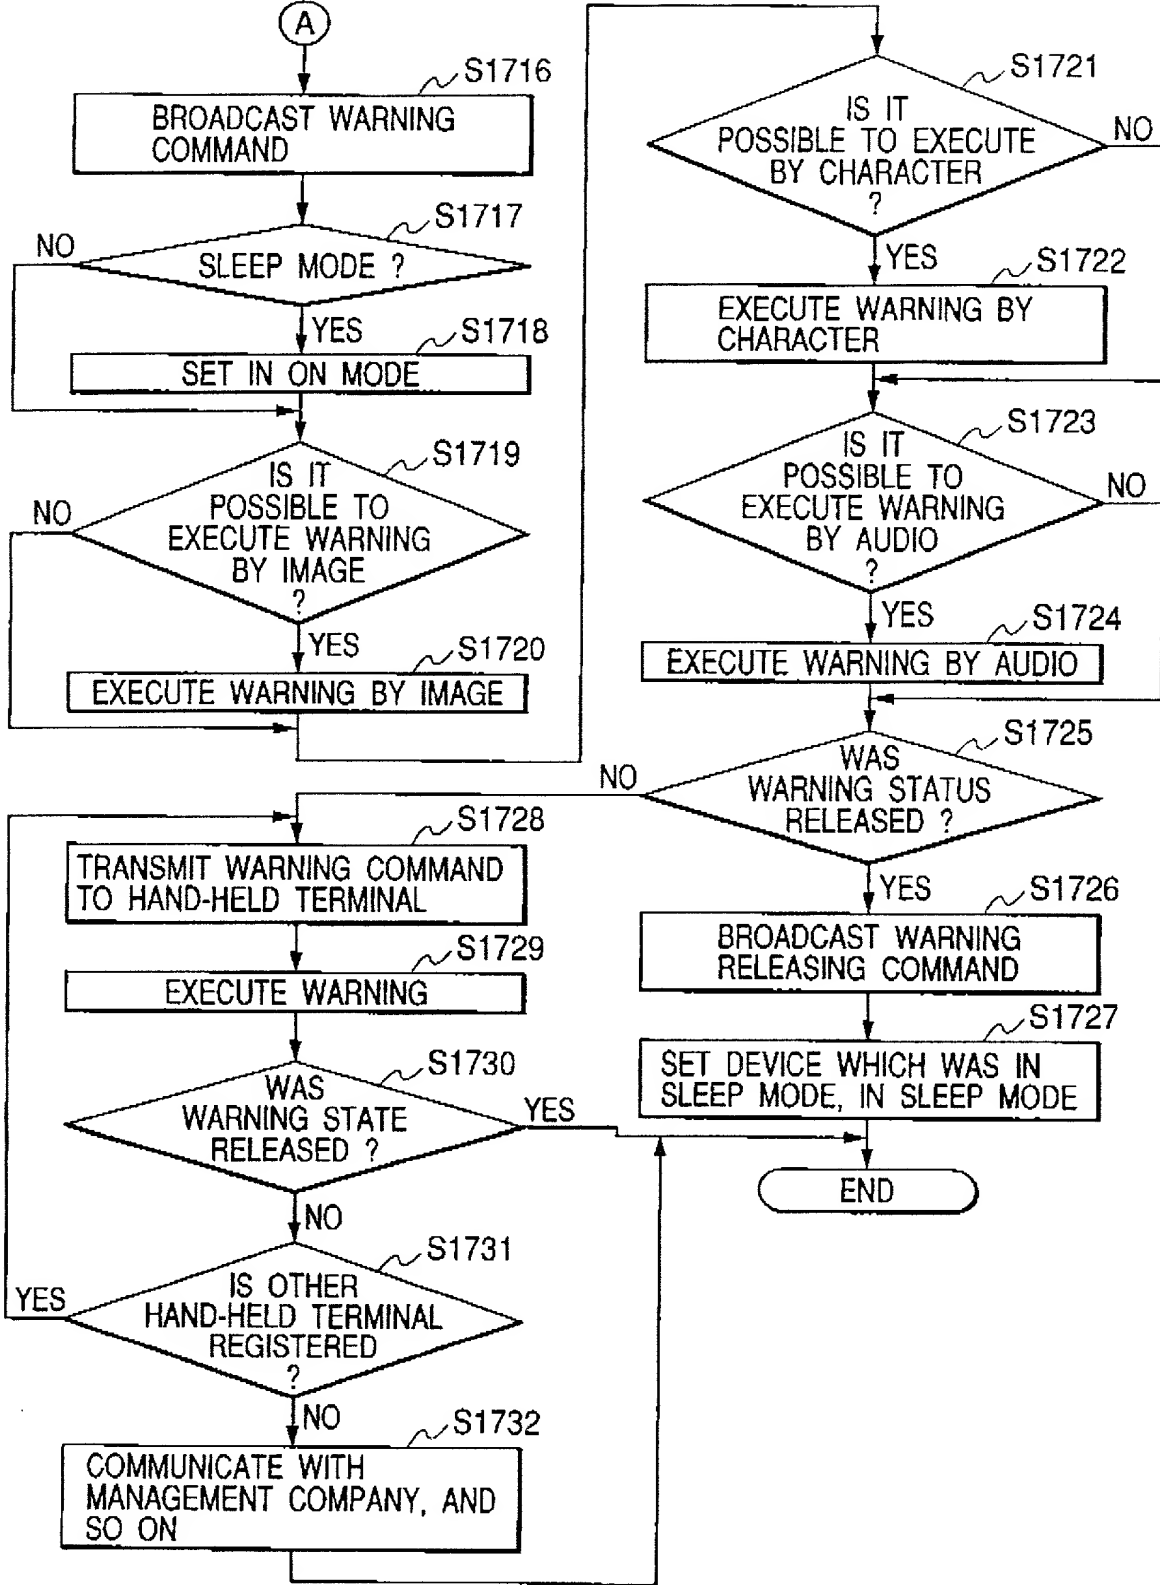 A
S1716
BROADCAST WARNING
COMMAND
S1717
NO
SLEEP MODE ?
YES
S1718
SET IN ON MODE
S1719
IS IT
POSSIBLE TO
EXECUTE WARNING
BY IMAGE
?
NO
YES
S1720
EXECUTE WARNING BY IMAGE
S1721
IS IT
POSSIBLE TO EXECUTE
BY CHARACTER
?
NO
YES
S1722
EXECUTE WARNING BY
CHARACTER
S1723
IS IT
POSSIBLE TO
EXECUTE WARNING
BY AUDIO
?
NO
YES
S1724
EXECUTE WARNING BY AUDIO
S1725
WAS
WARNING STATUS
RELEASED ?
NO
YES
S1726
BROADCAST WARNING
RELEASING COMMAND
S1727
SET DEVICE WHICH WAS IN
SLEEP MODE, IN SLEEP MODE
END
S1728
TRANSMIT WARNING COMMAND
TO HAND-HELD TERMINAL
S1729
EXECUTE WARNING
S1730
WAS
WARNING STATE
RELEASED ?
YES
NO
S1731
IS OTHER
HAND-HELD TERMINAL
REGISTERED
?
YES
NO
S1732
COMMUNICATE WITH
MANAGEMENT COMPANY, AND
SO ON